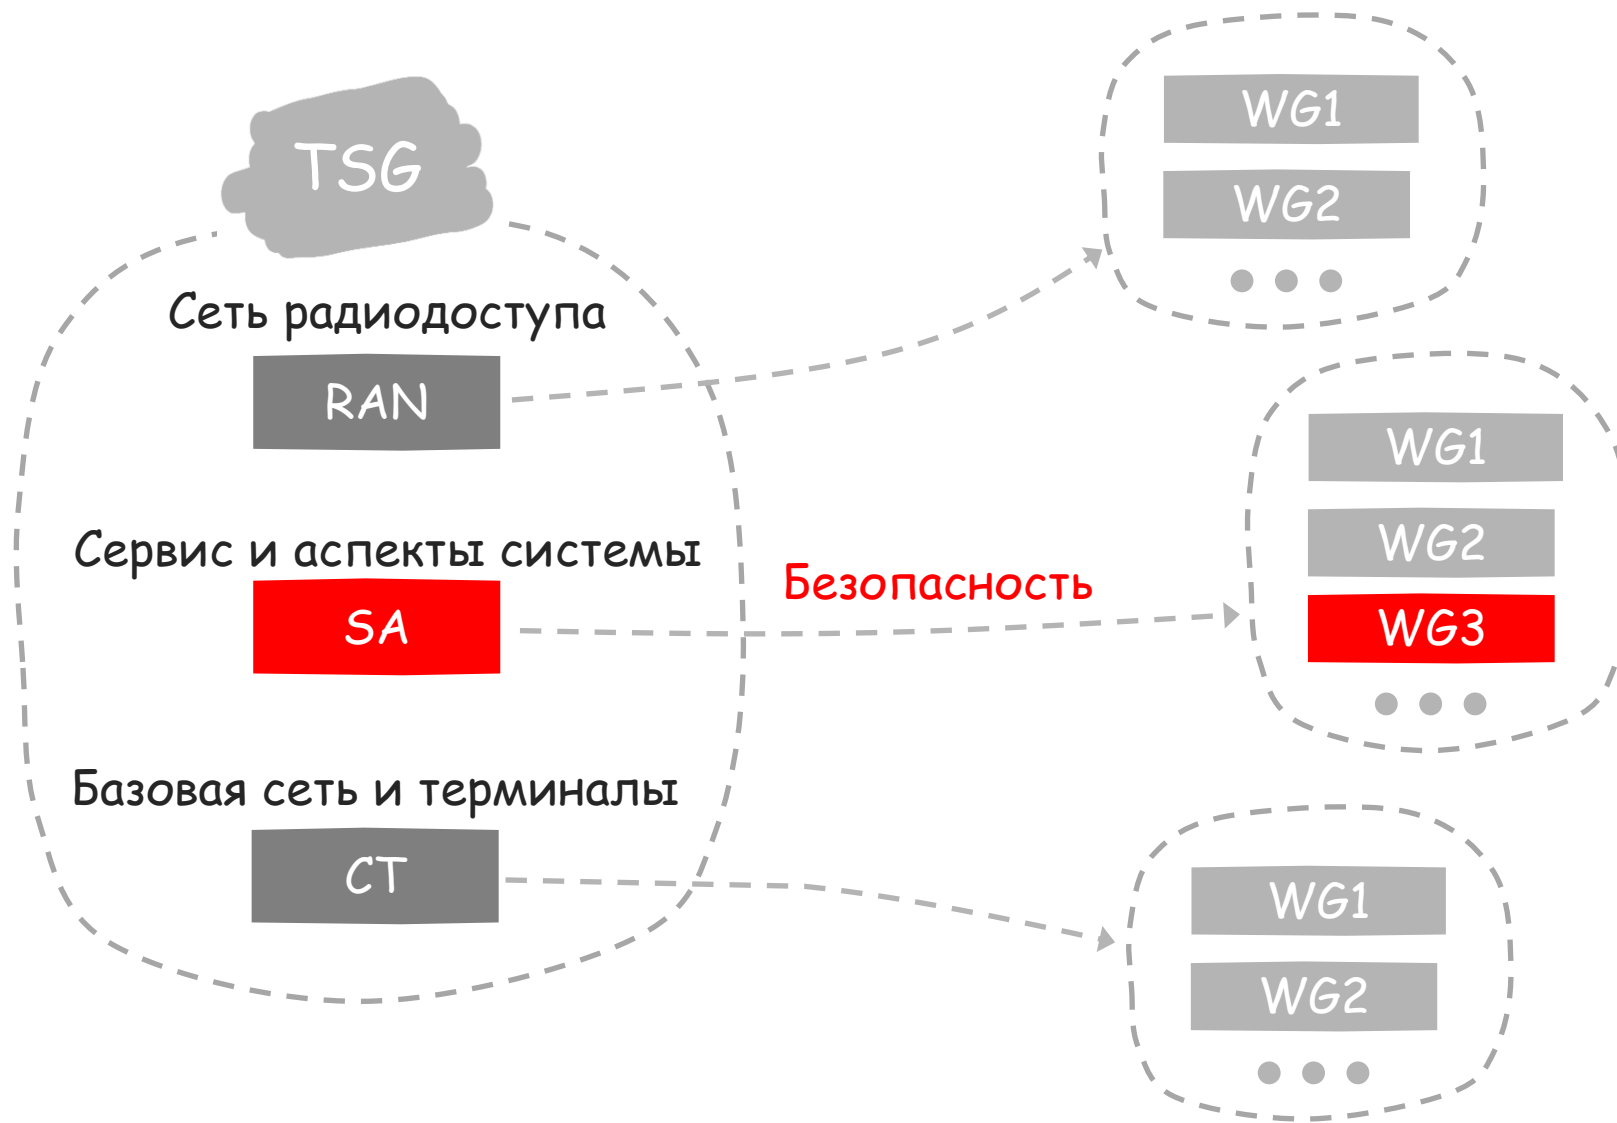 TSG
Сеть радиодоступа
RAN
Сервис и аспекты системы
SA
Базовая сеть и терминалы
CT
Безопасность
WG1
WG2
WG1
WG2
WG3
WG1
WG2